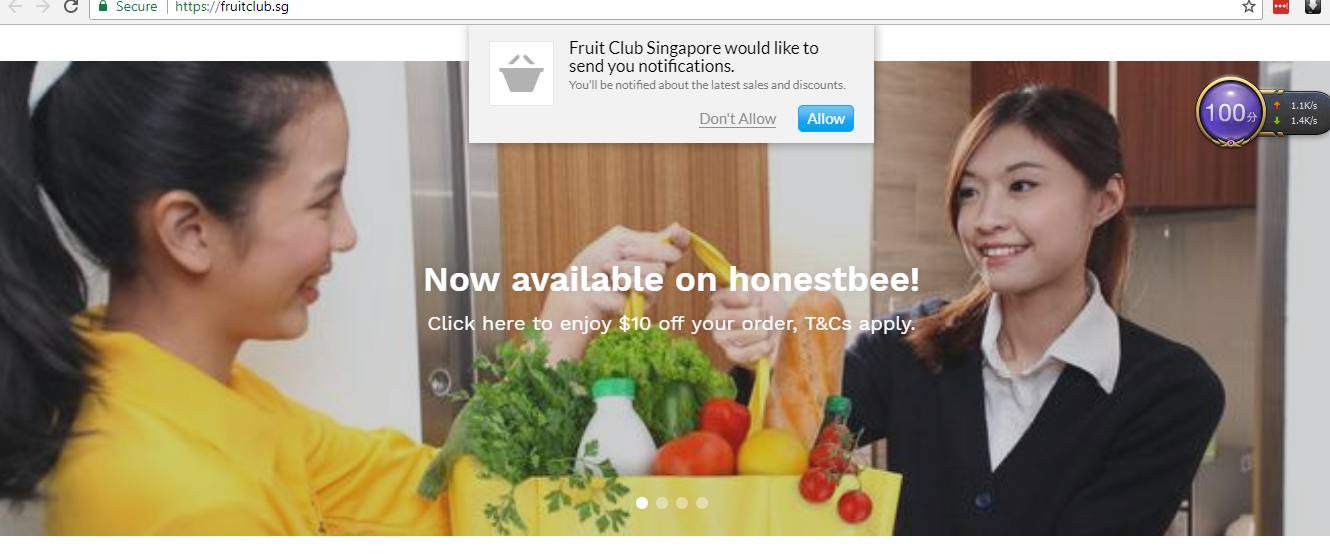 Secure
https://fruitclub.sg
Fruit Club Singapore would like to
send you notifications.
You'll be notified about the latest sales and discounts.
Don't Allow
Allow
100分
1.1K/s
1.4K/s
Now available on honestbee!
Click here to enjoy $10 off your order, T&Cs apply.